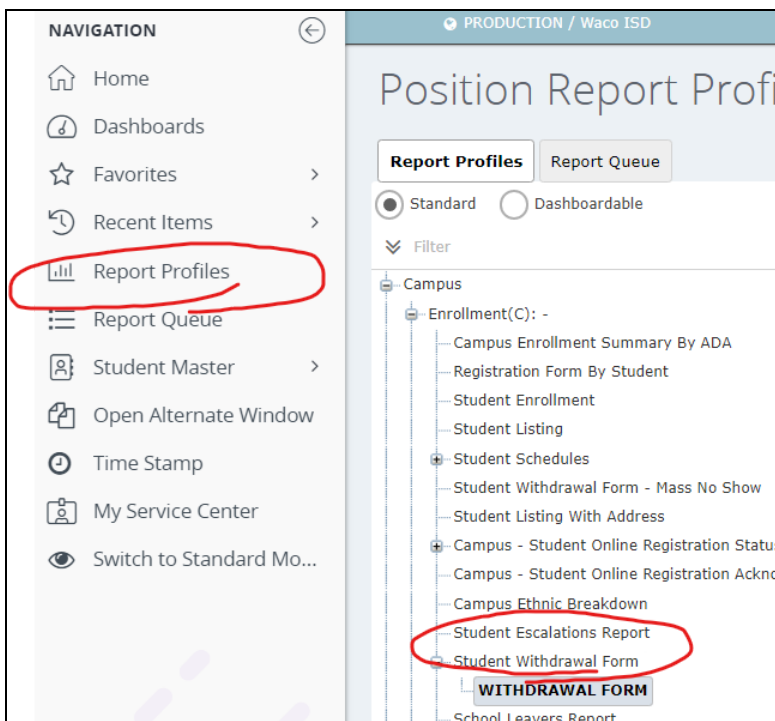 NAVIGATION
Home
Dashboards
Favorites
Recent Items
Report Profiles
Report Queue
Student Master
Open Alternate Window
Time Stamp
My Service Center
Switch to Standard Mo...
PRODUCTION / Waco ISD
Position Report Profi
Report Profiles Report Queue
Standard Dashboardable
Filter
Campus
Enrollment(C): -
Campus Enrollment Summary By ADA
Registration Form By Student
Student Enrollment
Student Listing
Student Schedules
Student Withdrawal Form - Mass No Show
Student Listing With Address
Campus - Student Online Registration Status
Campus - Student Online Registration Ackno
Campus Ethnic Breakdown
Student Escalations Report
Student Withdrawal Form
WITHDRAWAL FORM
School Leavers Report